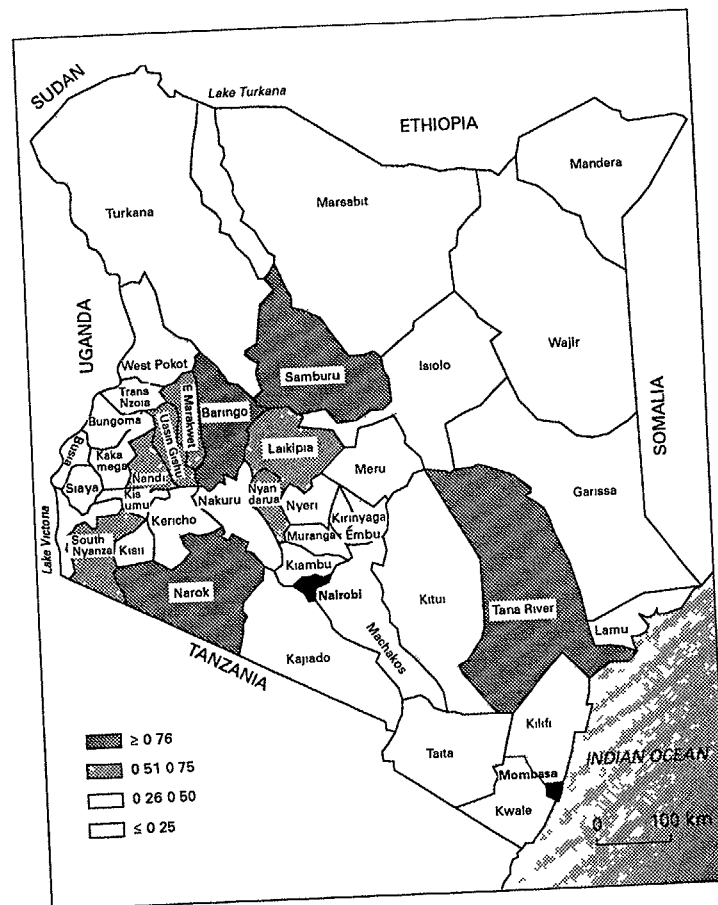 SUDAN
Lake Turkana
ETHIOPIA
Mandera
Turkana
Marsabit
UGANDA
Wajir
West Pokot
Samburu
Isiolo
SOMALIA
Trans
Nzoia
E Marakwet
Baringo
Bungoma
Uasin Gishu
Busia
Kaka
mega
Laikipia
Meru
Siaya
Nandi
Garissa
Kis
umu
Nakuru
Nyan
darua
Nyeri
Kirinyaga
Embu
Kericho
Lake Victoria
South
Nyanza
Kisii
Muranga
Kiambu
Narok
Nairobi
Kitui
Tana River
Lamu
Machakos
TANZANIA
Kajiado
Kilifi
≥ 0 76
Taita
INDIAN OCEAN
0 51 0 75
Mombasa
0 26 0 50
Kwale
0 100 km
≤ 0 25